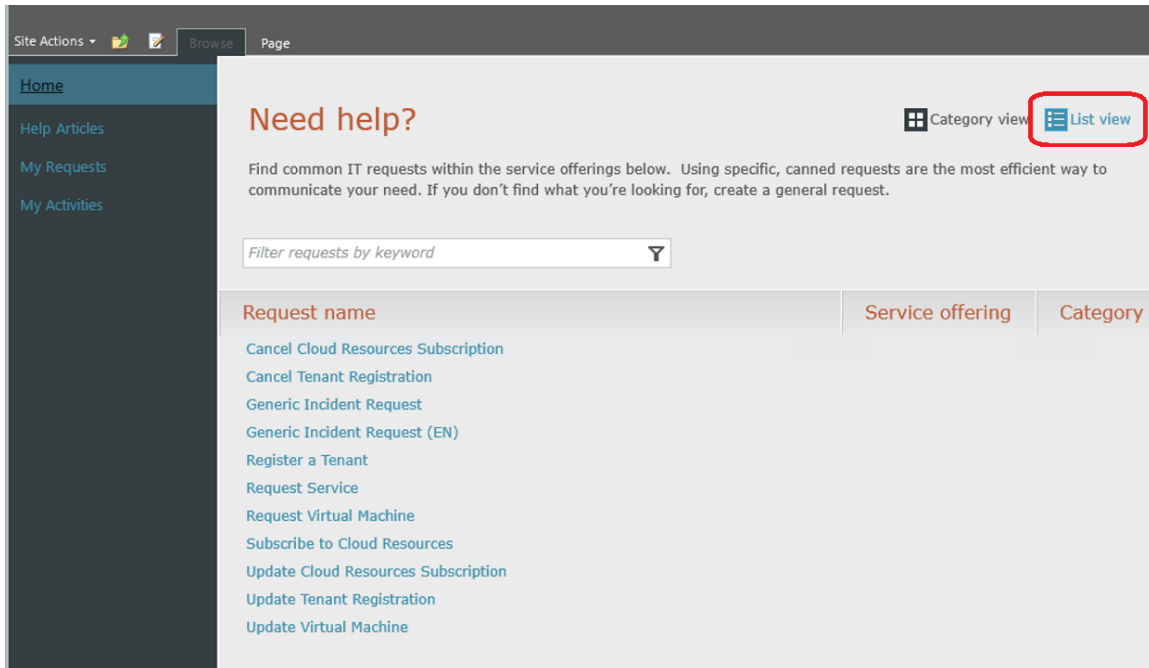 Site Actions
Browse
Page
Home
Help Articles
My Requests
My Activities
Need help?
Category view
List view
Find common IT requests within the service offerings below.  Using specific, canned requests are the most efficient way to
communicate your need. If you don't find what you're looking for, create a general request.
Filter requests by keyword
Request name
Service offering
Category
Cancel Cloud Resources Subscription
Cancel Tenant Registration
Generic Incident Request
Generic Incident Request (EN)
Register a Tenant
Request Service
Request Virtual Machine
Subscribe to Cloud Resources
Update Cloud Resources Subscription
Update Tenant Registration
Update Virtual Machine